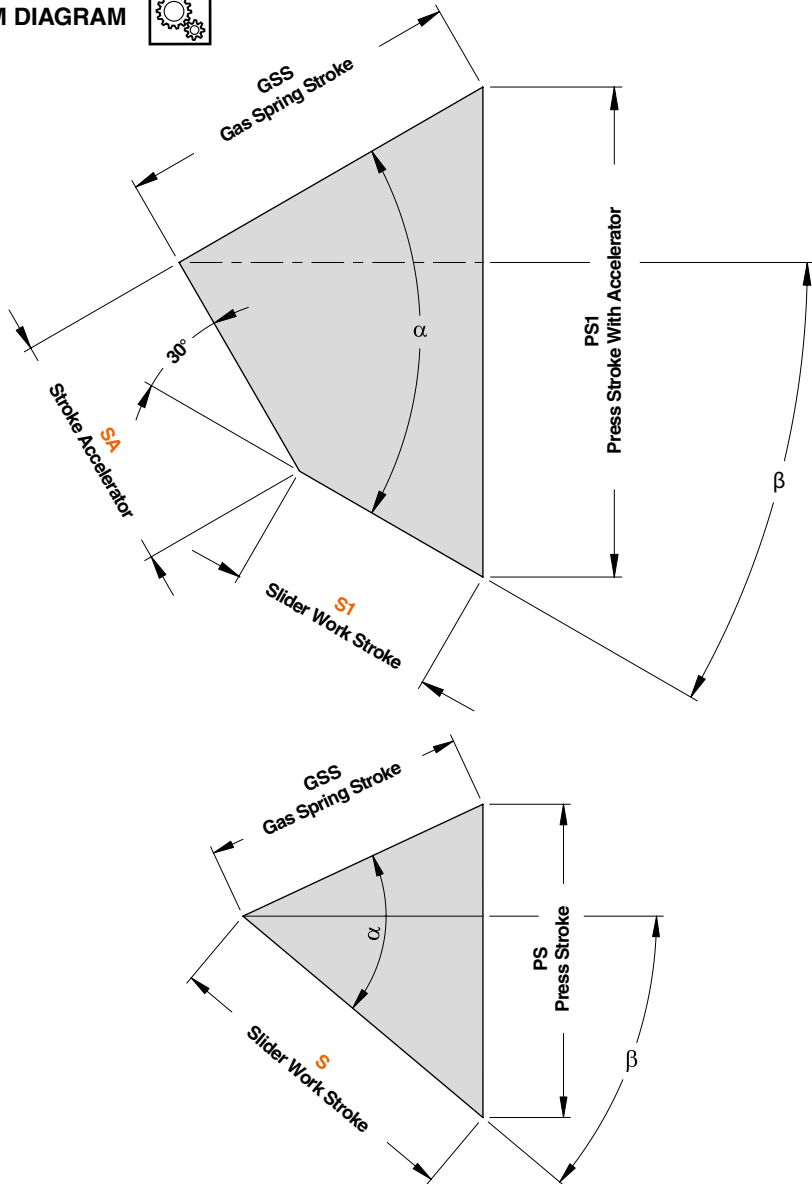 M DIAGRAM
GSS
Gas Spring Stroke
α
30°
SA
Stroke Accelerator
PS1
Press Stroke With Accelerator
β
S1
Slider Work Stroke
GSS
Gas Spring Stroke
α
PS
Press Stroke
S
Slider Work Stroke
β